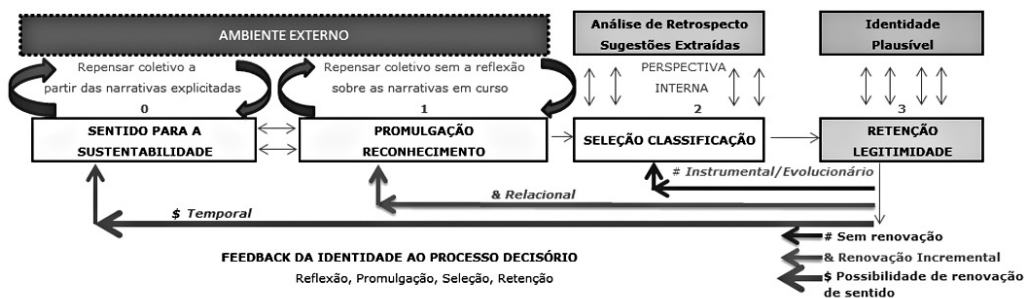 AMBIENTE EXTERNO
Análise de Retrospecto
Sugestões Extraídas
Identidade
Plausível
Repensar coletivo a
partir das narrativas explicitadas
0
Repensar coletivo sem a reflexão
sobre as narrativas em curso
1
PERSPECTIVA
INTERNA
2
3
SENTIDO PARA A
SUSTENTABILIDADE
PROMULGAÇÃO
RECONHECIMENTO
SELEÇÃO CLASSIFICAÇÃO
RETENÇÃO
LEGITIMIDADE
# Instrumental/Evolucionário
& Relacional
$ Temporal
# Sem renovação
& Renovação Incremental
$ Possibilidade de renovação
de sentido
FEEDBACK DA IDENTIDADE AO PROCESSO DECISÓRIO
Reflexão, Promulgação, Seleção, Retenção